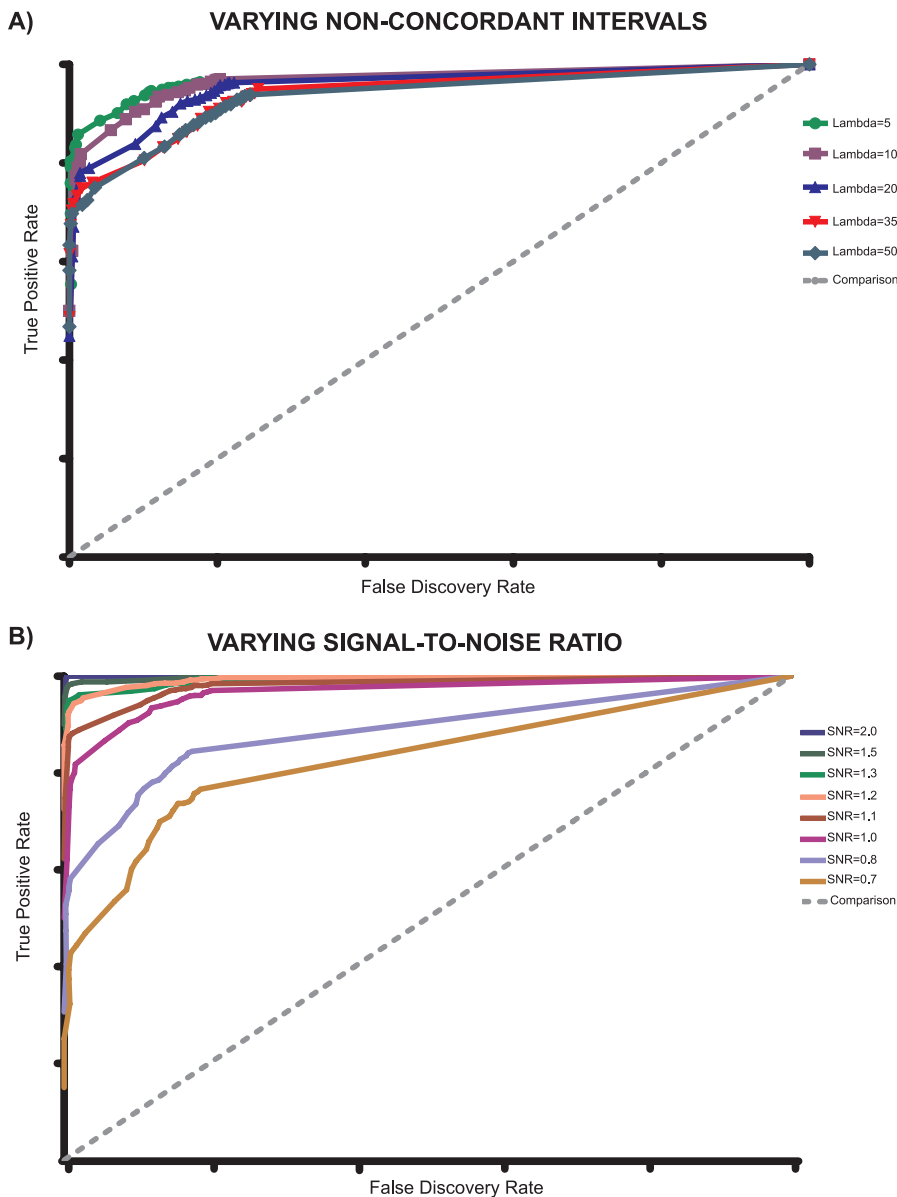 A)
VARYING NON-CONCORDANT INTERVALS
True Positive Rate
Lambda=5
Lambda=10
Lambda=20
Lambda=35
Lambda=50
Comparison
False Discovery Rate
B)
VARYING SIGNAL-TO-NOISE RATIO
True Positive Rate
SNR=2.0
SNR=1.5
SNR=1.3
SNR=1.2
SNR=1.1
SNR=1.0
SNR=0.8
SNR=0.7
Comparison
False Discovery Rate